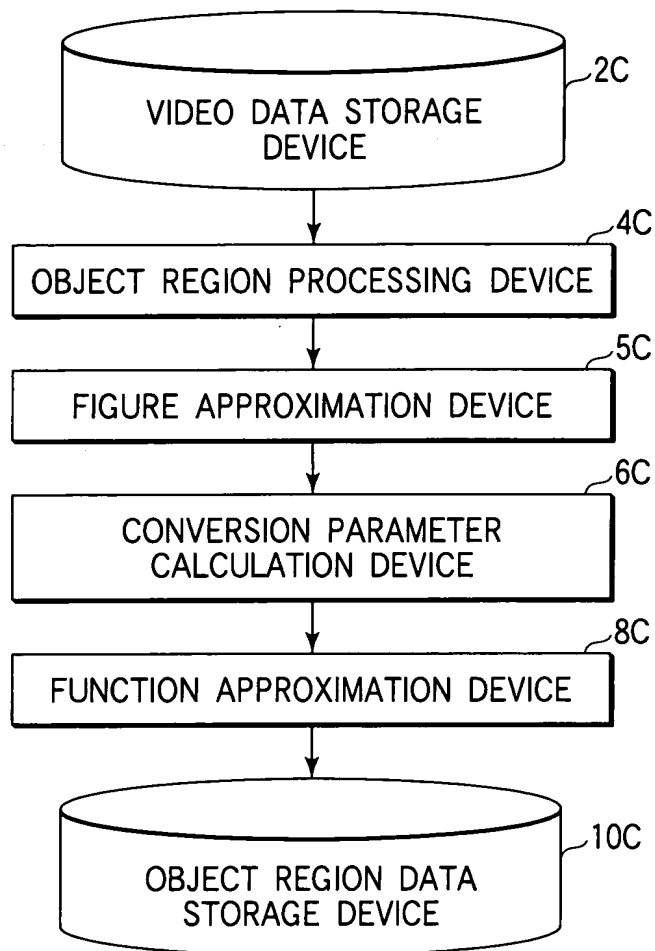 2C
VIDEO DATA STORAGE
DEVICE
4C
OBJECT REGION PROCESSING DEVICE
5C
FIGURE APPROXIMATION DEVICE
6C
CONVERSION PARAMETER
CALCULATION DEVICE
8C
FUNCTION APPROXIMATION DEVICE
10C
OBJECT REGION DATA
STORAGE DEVICE